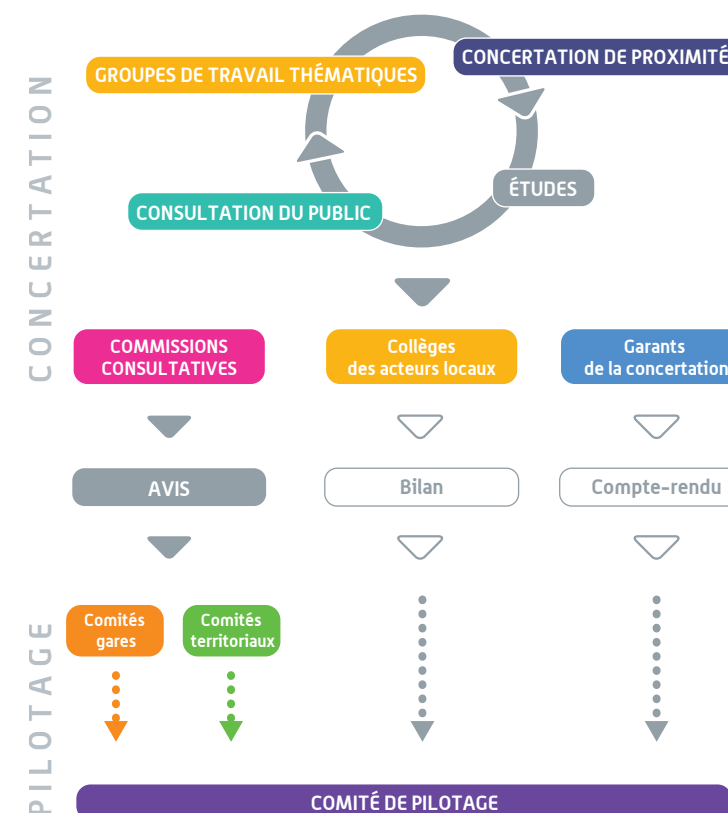 CONCERTATION
GROUPES DE TRAVAIL THÉMATIQUES
CONCERTATION DE PROXIMITÉ
ÉTUDES
CONSULTATION DU PUBLIC
COMMISSIONS
CONSULTATIVES
Collèges
des acteurs locaux
Garants
de la concertation
AVIS
Bilan
Compte-rendu
PILOTAGE
Comités
gares
Comités
territoriaux
COMITÉ DE PILOTAGE